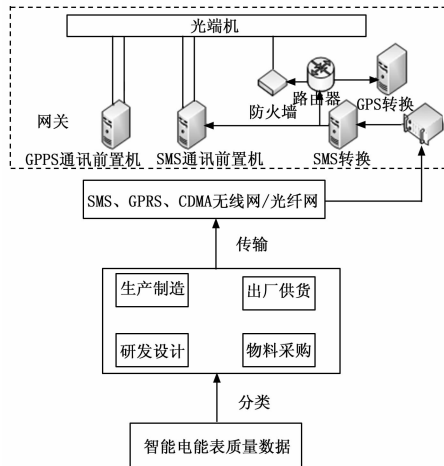 光端机
路由器
防火墙
GPS转换
网关
GPPS通讯前置机
SMS通讯前置机
SMS转换
SMS、GPRS、CDMA无线网/光纤网
传输
生产制造
出厂供货
研发设计
物料采购
分类
智能电能表质量数据